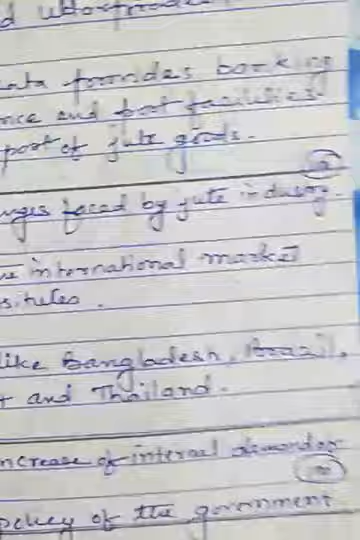 ata provides banking
nce and port facilities
port of jute goods.
nges faced by jute industry.
international market
situtes.
like Bangladesh, Brazil,
t and Thailand.
ncrease of internal demand
policy of the government